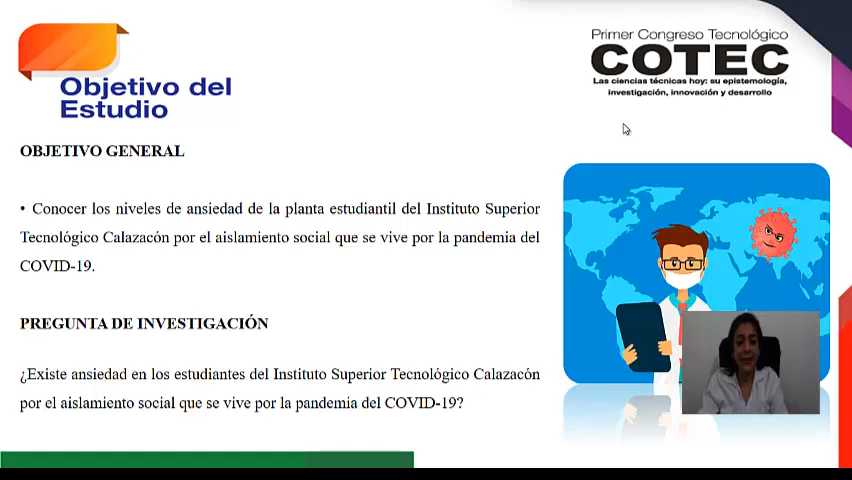 Primer Congreso Tecnológico
COTEC
Las ciencias técnicas hoy: su epistemología,
investigación, innovación y desarrollo
Objetivo del
Estudio
OBJETIVO GENERAL
• Conocer los niveles de ansiedad de la planta estudiantil del Instituto Superior
Tecnológico Calazacón por el aislamiento social que se vive por la pandemia del
COVID-19.
PREGUNTA DE INVESTIGACIÓN
¿Existe ansiedad en los estudiantes del Instituto Superior Tecnológico Calazacón
por el aislamiento social que se vive por la pandemia del COVID-19?